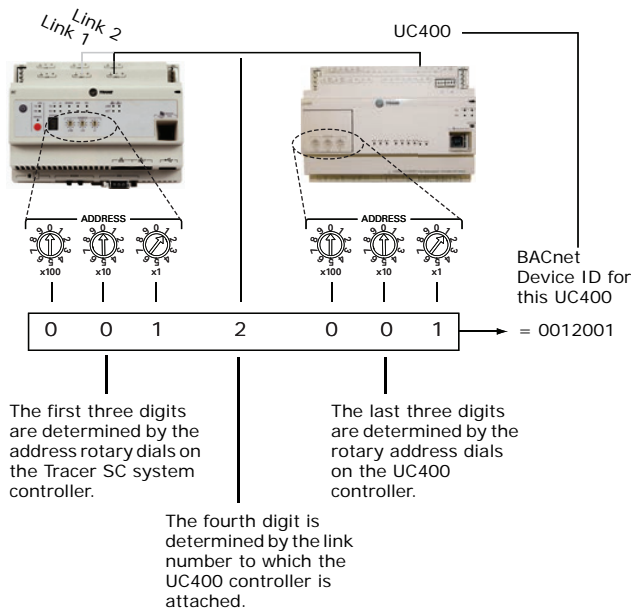 Link 1
Link 2
UC400
TRANE
TRANE
ADDRESS
x100 x10 x1
ADDRESS
x100 x10 x1
BACnet
Device ID for
this UC400
0 0 1 2 0 0 1 = 0012001
The first three digits
are determined by the
address rotary dials on
the Tracer SC system
controller.
The last three digits
are determined by the
rotary address dials
on the UC400
controller.
The fourth digit is
determined by the link
number to which the
UC400 controller is
attached.